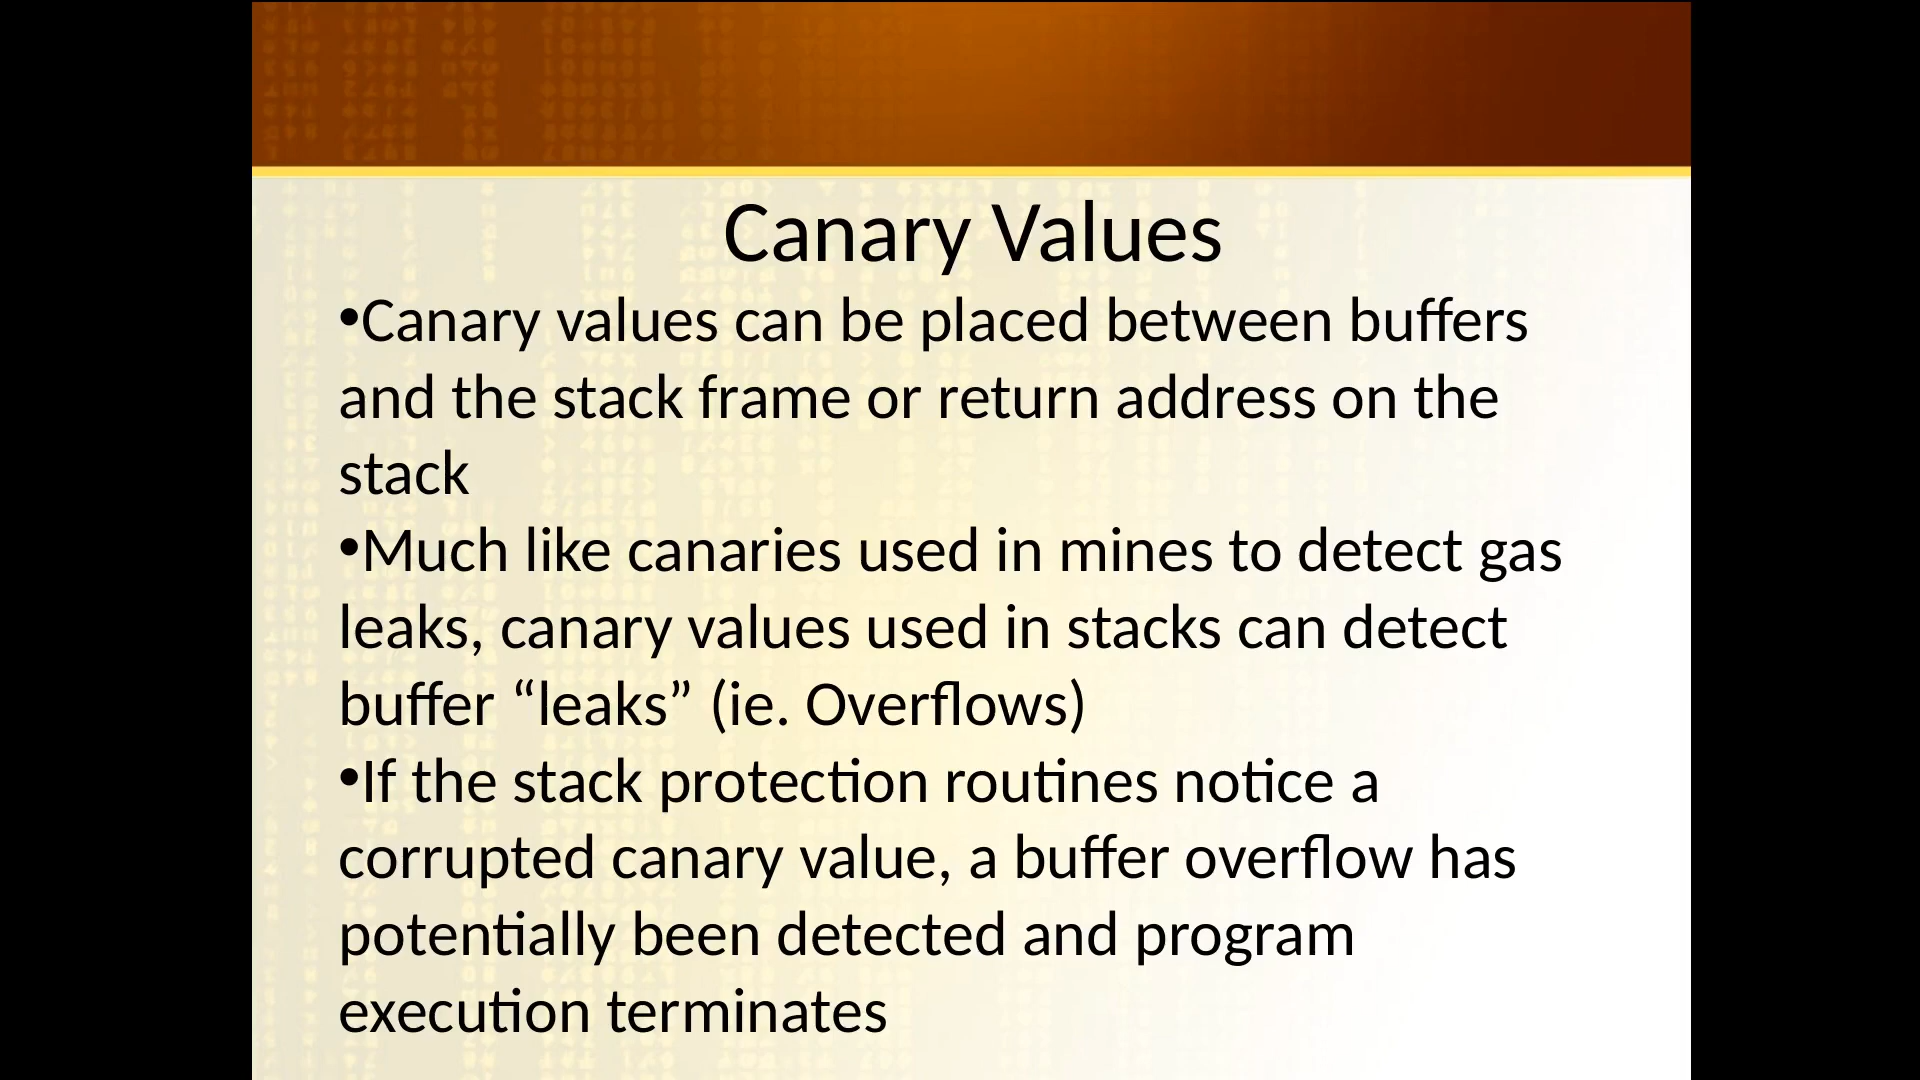 Canary Values
•Canary values can be placed between buffers
and the stack frame or return address on the
stack
•Much like canaries used in mines to detect gas
leaks, canary values used in stacks can detect
buffer “leaks” (ie. Overflows)
•If the stack protection routines notice a
corrupted canary value, a buffer overflow has
potentially been detected and program
execution terminates